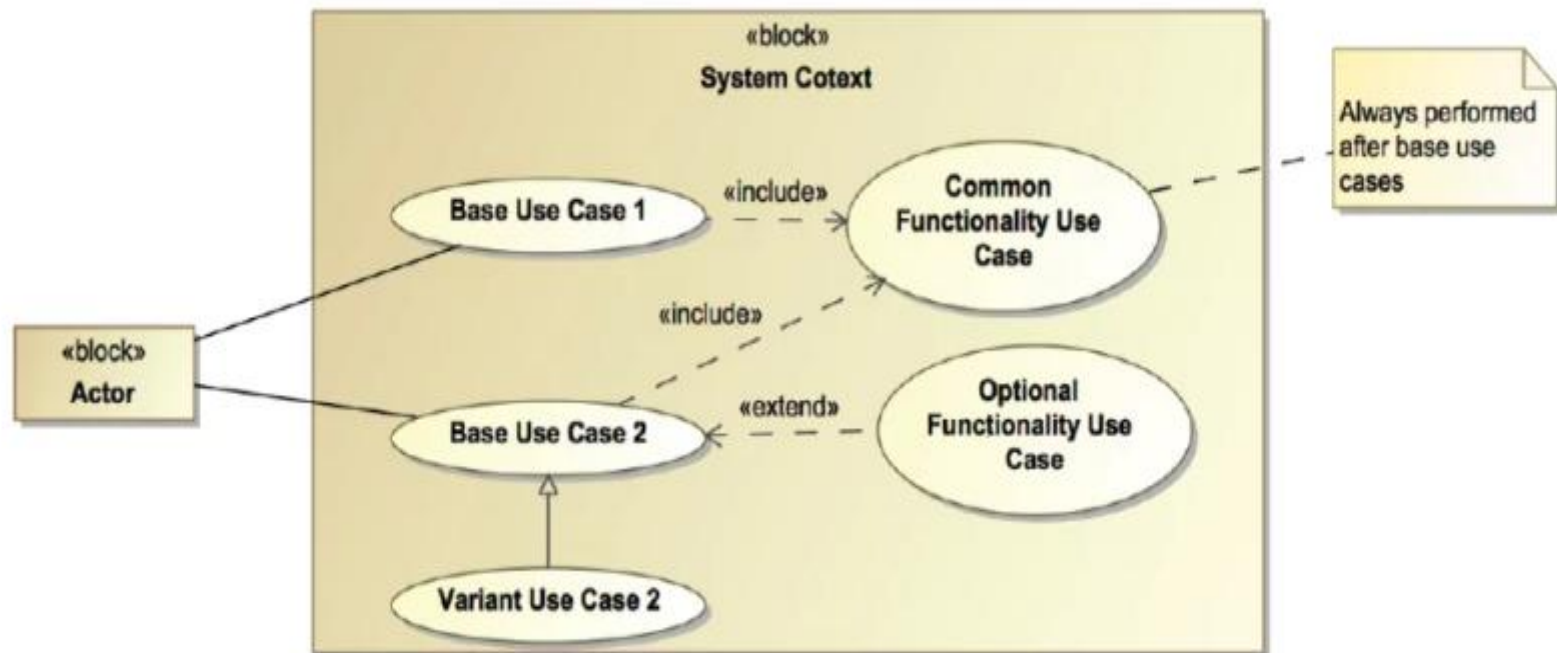 «block»
System Cotext
Always performed
after base use
cases
Base Use Case 1
«include»
Common
Functionality Use
Case
«include»
«block»
Actor
Base Use Case 2
«extend»
Optional
Functionality Use
Case
Variant Use Case 2